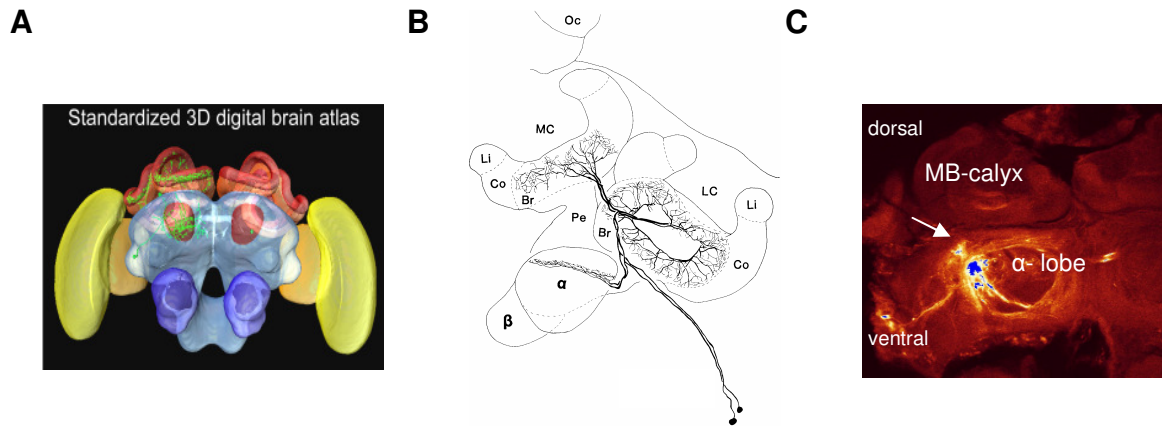 A
B
C
Standardized 3D digital brain atlas
Oc
MC
Li
Co
Br
Pe
LC
Li
Br
Co
α
β
dorsal
MB-calyx
α- lobe
ventral